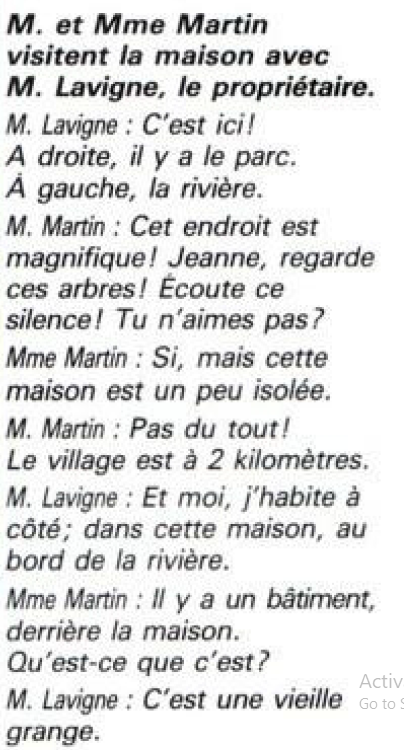 M. et Mme Martin
visitent la maison avec
M. Lavigne, le propriétaire.
M. Lavigne : C'est ici!
A droite, il y a le parc.
À gauche, la rivière.
M. Martin : Cet endroit est
magnifique! Jeanne, regarde
ces arbres! Écoute ce
silence! Tu n'aimes pas?
Mme Martin : Si, mais cette
maison est un peu isolée.
M. Martin : Pas du tout!
Le village est à 2 kilomètres.
M. Lavigne : Et moi, j'habite à
côté; dans cette maison, au
bord de la rivière.
Mme Martin : Il y a un bâtiment,
derrière la maison.
Qu'est-ce que c'est?
M. Lavigne : C'est une vieille
grange.
Activ
Go to S